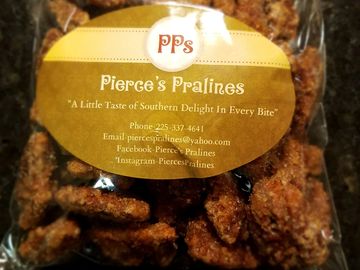 PPs
Pierce's Pralines
"A Little Taste of Southern Delight In Every Bite"
Phone 225-337-4641
Email-piercespralines@yahoo.com
Facebook-Pierce's Pralines
'Instagram-PiercesPralines